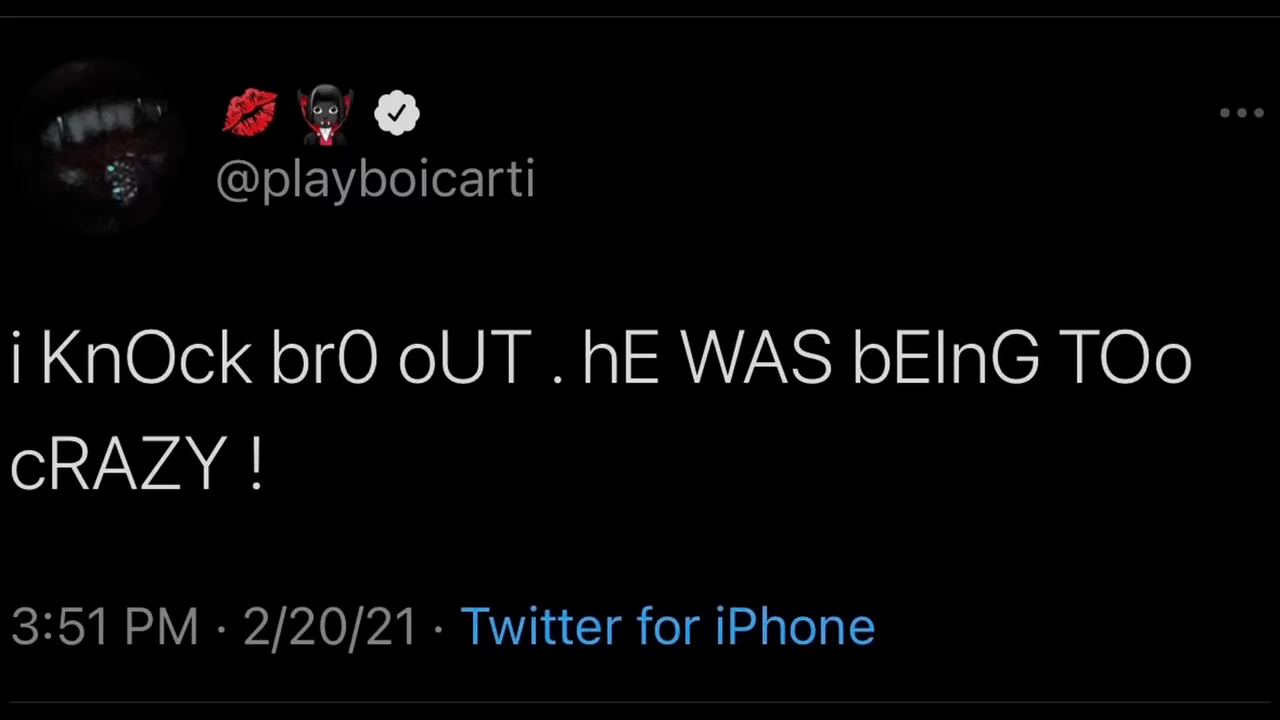 💋 🧛🏿‍♀️
@playboicarti
i KnOck br0 oUT . hE WAS bEInG TOo
cRAZY !
3:51 PM · 2/20/21 · Twitter for iPhone